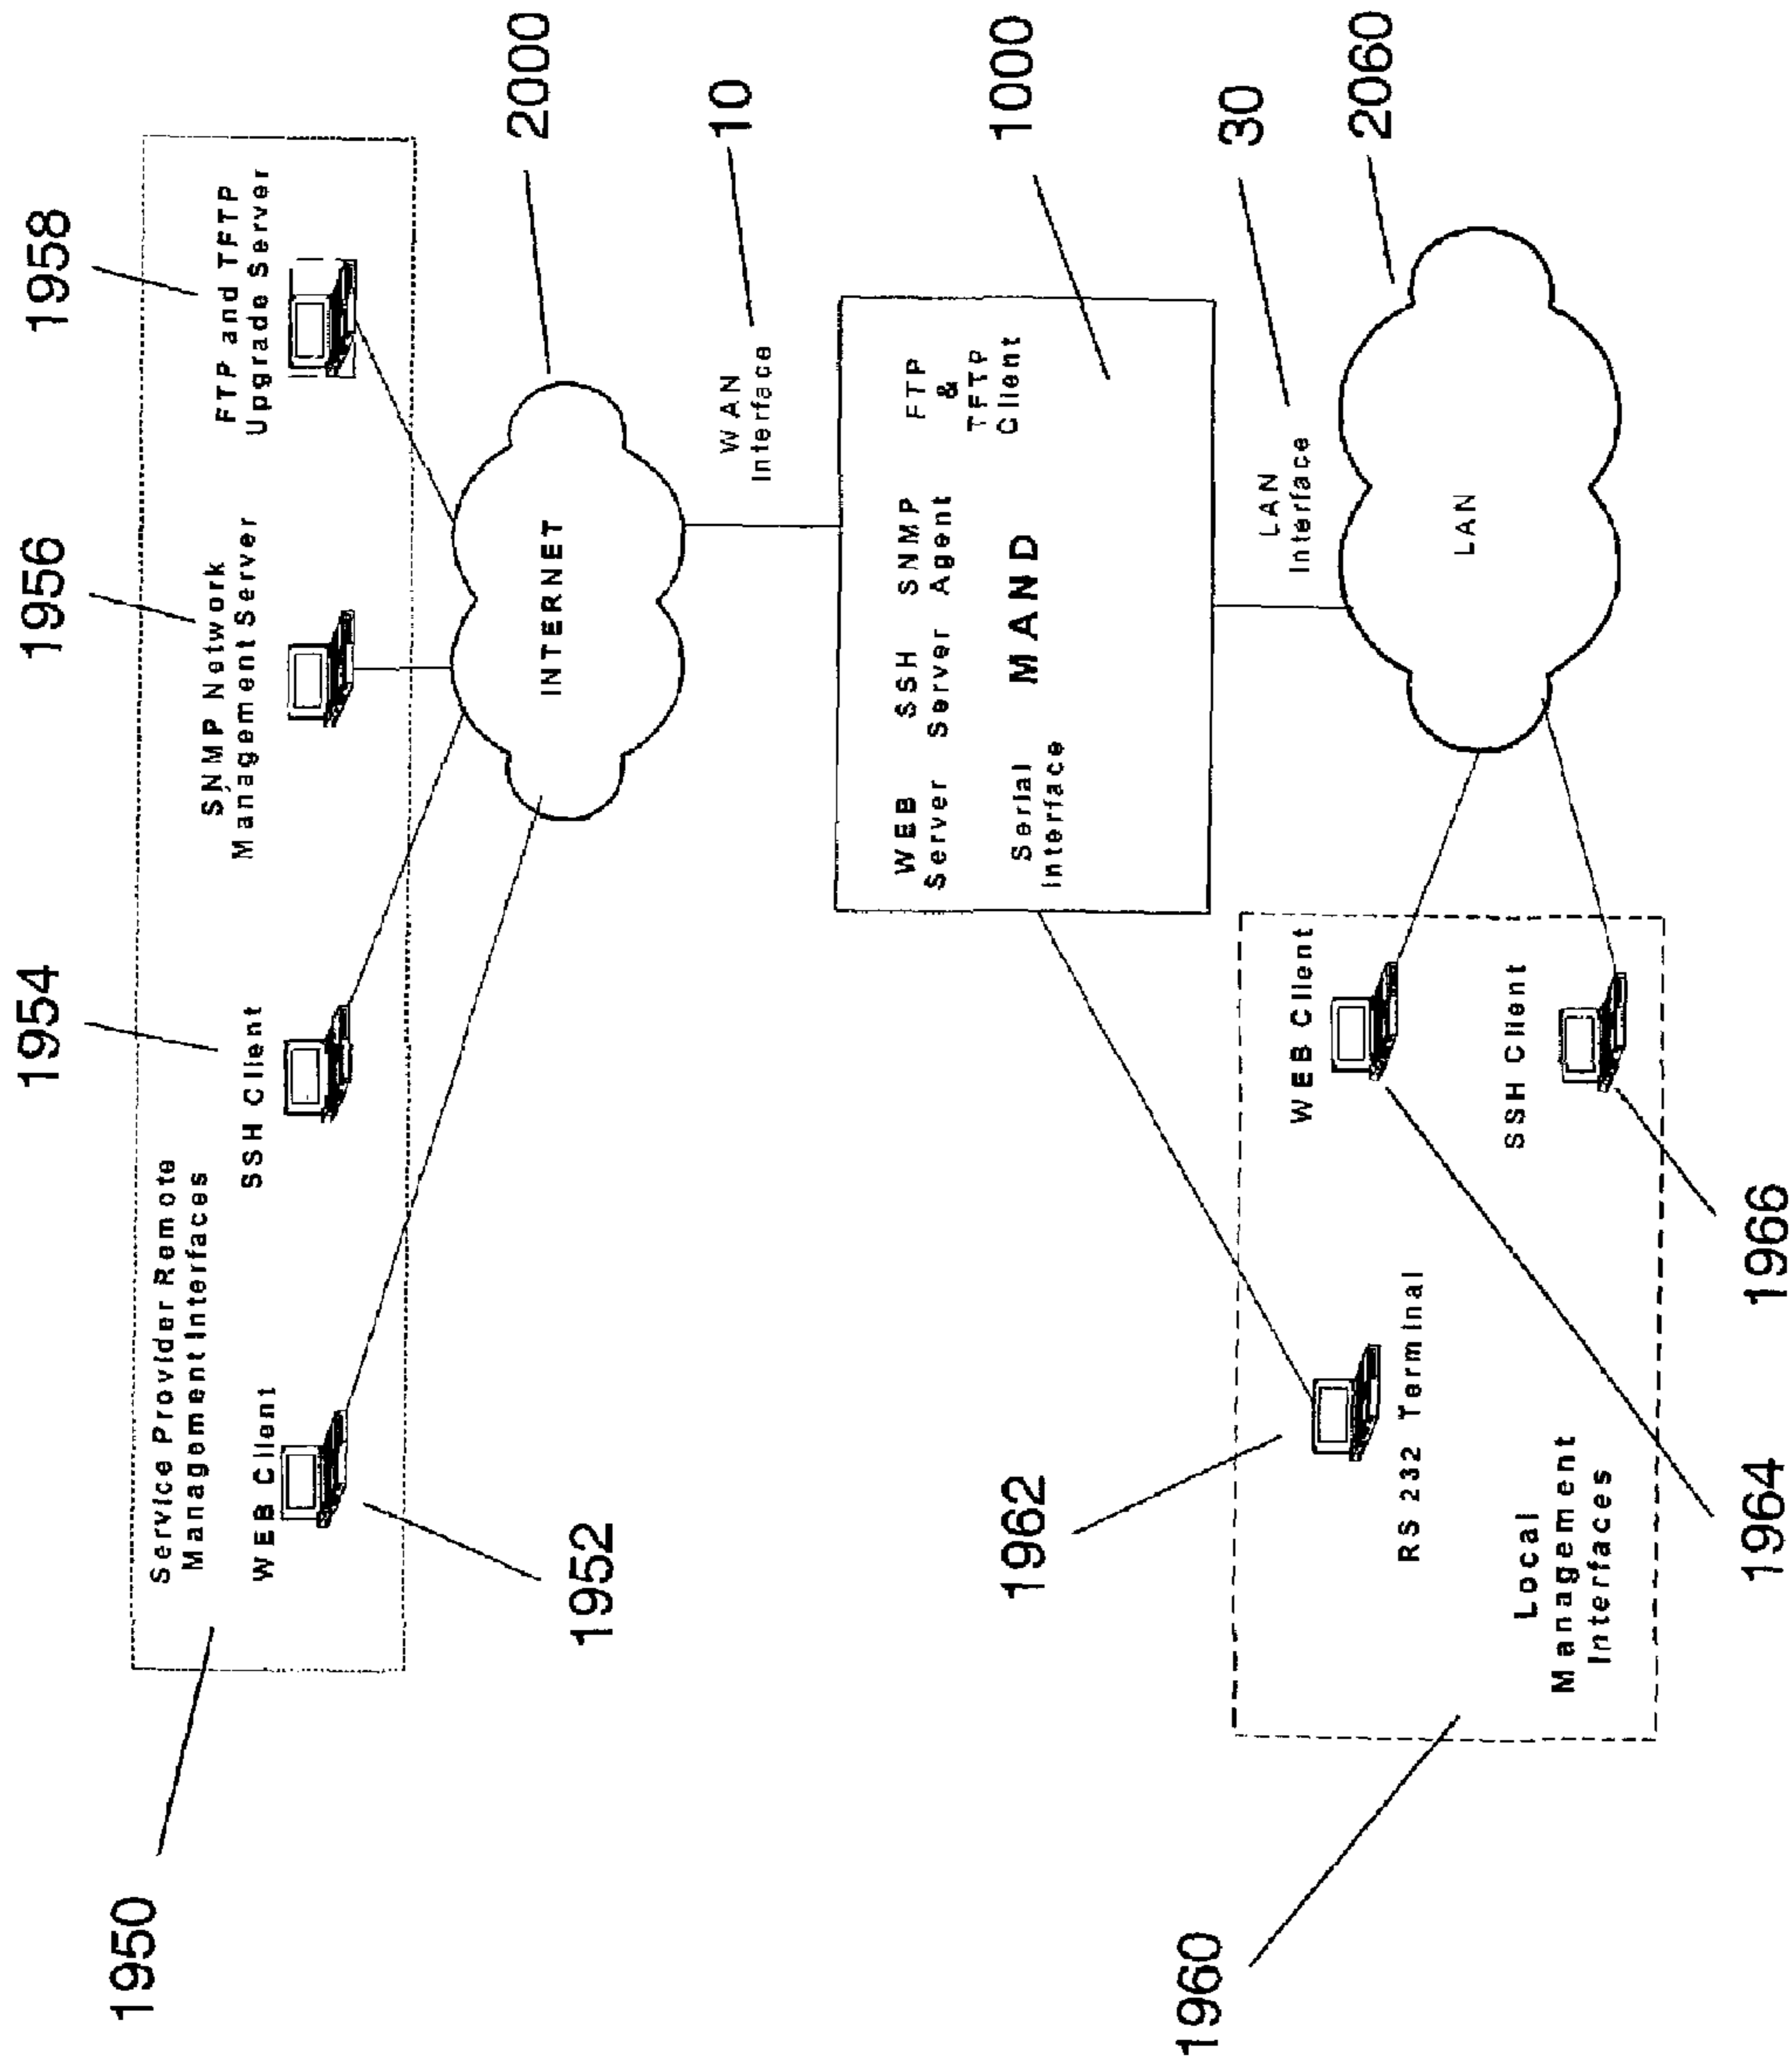 1958
1956
1954
1950
Service Provider Remote
Management Interfaces
WEB Client
SSH Client
SNMP Network
Management Server
FTP and TFTP
Upgrade Server
1952
INTERNET
2000
WAN
Interface
10
WEB
Server
SSH
Server
SNMP
Agent
FTP
&
TFTP
Client
Serial
Interface
MAND
1000
LAN
Interface
30
1962
WEB Client
RS 232 Terminal
SSH Client
Local
Management
Interfaces
LAN
2060
1960
1964
1966